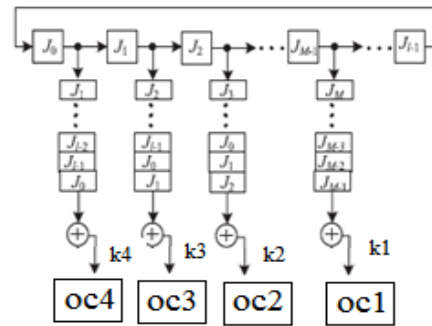 J0 J1 J2 ... JM-1 ... Jl-1
J1 J2 J3 JM
Jl-2 Jl-1 J0 JM-3
Jl-1 J0 J1 JM-2
J0 J1 J2 JM-1
k4 k3 k2 k1
oc4 oc3 oc2 oc1